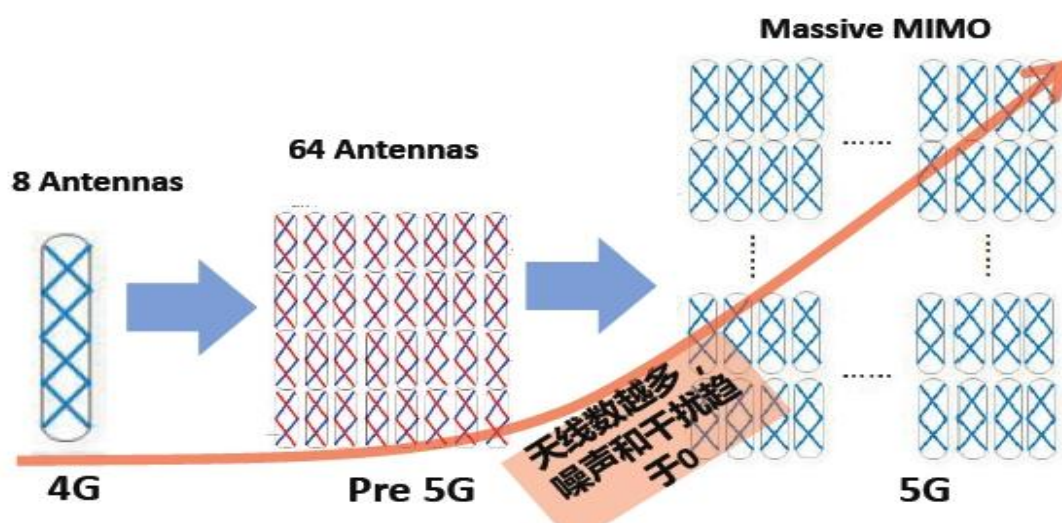 Massive MIMO
64 Antennas
8 Antennas
天线数越多，
噪声和干扰趋
于0
4G
Pre 5G
5G